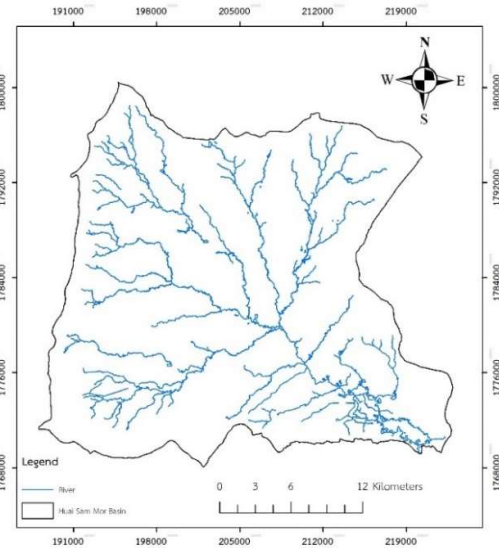 191000 198000 205000 212000 219000
N
W E
S
1800000 1800000
1792000 1792000
1784000 1784000
1776000 1776000
1768000 1768000
Legend
River
Huai Sam Mor Basin
0 3 6 12 Kilometers
191000 198000 205000 212000 219000